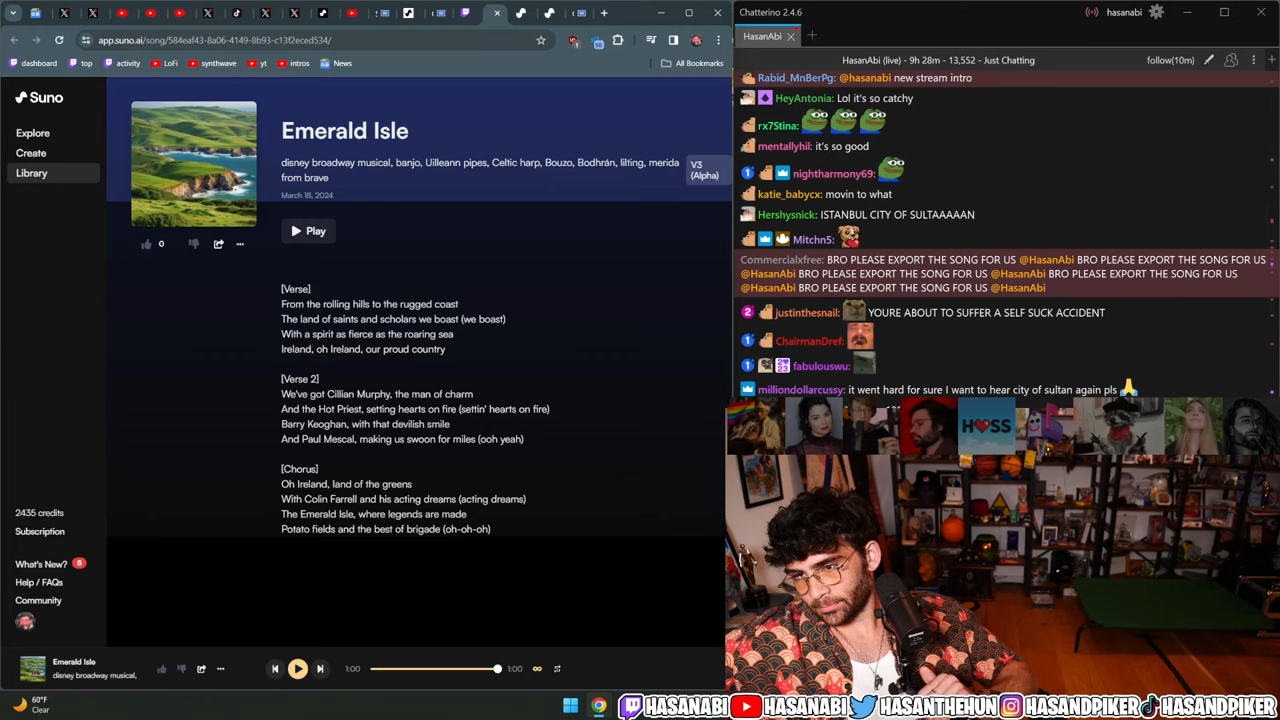 app.suno.ai/song/584eaf43-8a06-4149-8b93-c13f2eced534/
dashboard
top
activity
LoFi
synthwave
intros
News
All Bookmarks
Suno
Explore
Create
Library
2435 credits
Subscription
What's New?
5
Help / FAQs
Community
Emerald Isle
disney broadway musical, banjo, Uilleann pipes, Celtic harp, Bouzo, Bodhrán, lilting, merida
from brave
V3
(Alpha)
March 18, 2024
0
Play
[Verse]
From the rolling hills to the rugged coast
The land of saints and scholars we boast (we boast)
With a spirit as fierce as the roaring sea
Ireland, oh Ireland, our proud country
[Verse 2]
We've got Cillian Murphy, the man of charm
And the Hot Priest, setting hearts on fire (settin' hearts on fire)
Barry Keoghan, with that devilish smile
And Paul Mescal, making us swoon for miles (ooh yeah)
[Chorus]
Oh Ireland, land of the greens
With Colin Farrell and his acting dreams (acting dreams)
The Emerald Isle, where legends are made
Potato fields and the best of brigade (oh-oh-oh)
Emerald Isle
disney broadway musical,
1:00
1:00
60°F
Clear
Chatterino 2.4.6
hasanabi
HasanAbi
HasanAbi (live) - 9h 28m - 13,552 - Just Chatting
follow(10m)
Rabid_MnBerPg: @hasanabi new stream intro
HeyAntonia: Lol it's so catchy
rx7Stina:
mentallyhil: it's so good
nightharmony69:
katie_babycx: movin to what
Hershysnick: ISTANBUL CITY OF SULTAAAAAN
Mitchn5:
Commercialxfree: BRO PLEASE EXPORT THE SONG FOR US @HasanAbi BRO PLEASE EXPORT THE SONG FOR US
@HasanAbi BRO PLEASE EXPORT THE SONG FOR US @HasanAbi BRO PLEASE EXPORT THE SONG FOR US
@HasanAbi BRO PLEASE EXPORT THE SONG FOR US @HasanAbi
justinthesnail: YOURE ABOUT TO SUFFER A SELF SUCK ACCIDENT
ChairmanDref:
fabulouswu:
milliondollarcussy: it went hard for sure I want to hear city of sultan again pls
H SS
HASANABI
HASANABI
HASANTHEHUN
HASANDPIKER
HASANDPIKER